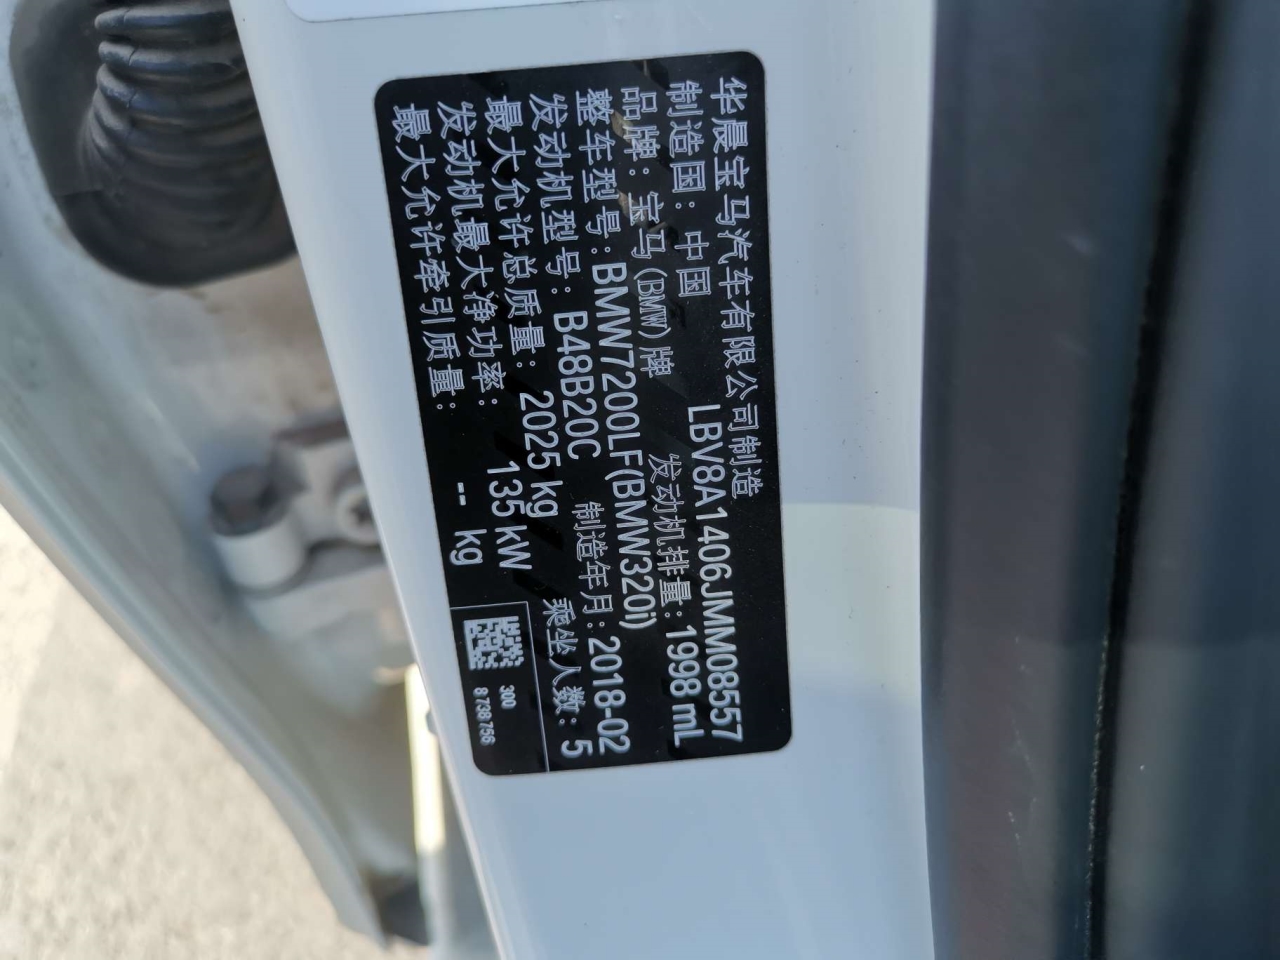 华晨宝马汽车有限公司制造
制造国：中国 LBV8A1406JMM08557
品牌：宝马(BMW)牌 发动机排量：1998 mL
整车型号：BMW7200LF(BMW320i)
发动机型号：B48B20C 制造年月：2018-02
最大允许总质量：2025 kg 乘坐人数：5
发动机最大净功率：135 kW
最大允许牵引质量：-- kg
300
8 738 756